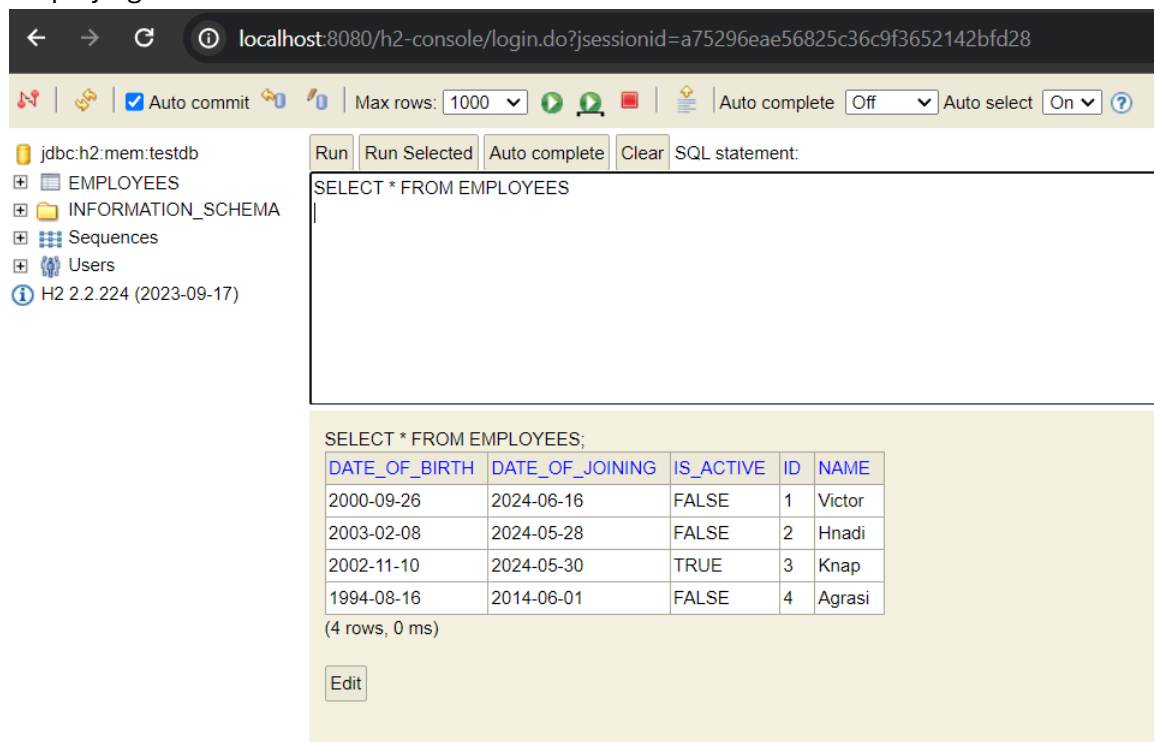 localhost:8080/h2-console/login.do?jsessionid=a75296eae56825c36c9f3652142bfd28
Auto commit Max rows: 1000 Auto complete Off Auto select On
jdbc:h2:mem:testdb
EMPLOYEES
INFORMATION_SCHEMA
Sequences
Users
H2 2.2.224 (2023-09-17)
Run Run Selected Auto complete Clear SQL statement:
SELECT * FROM EMPLOYEES
SELECT * FROM EMPLOYEES;
DATE_OF_BIRTH DATE_OF_JOINING IS_ACTIVE ID NAME
2000-09-26 2024-06-16 FALSE 1 Victor
2003-02-08 2024-05-28 FALSE 2 Hnadi
2002-11-10 2024-05-30 TRUE 3 Knap
1994-08-16 2014-06-01 FALSE 4 Agrasi
(4 rows, 0 ms)
Edit